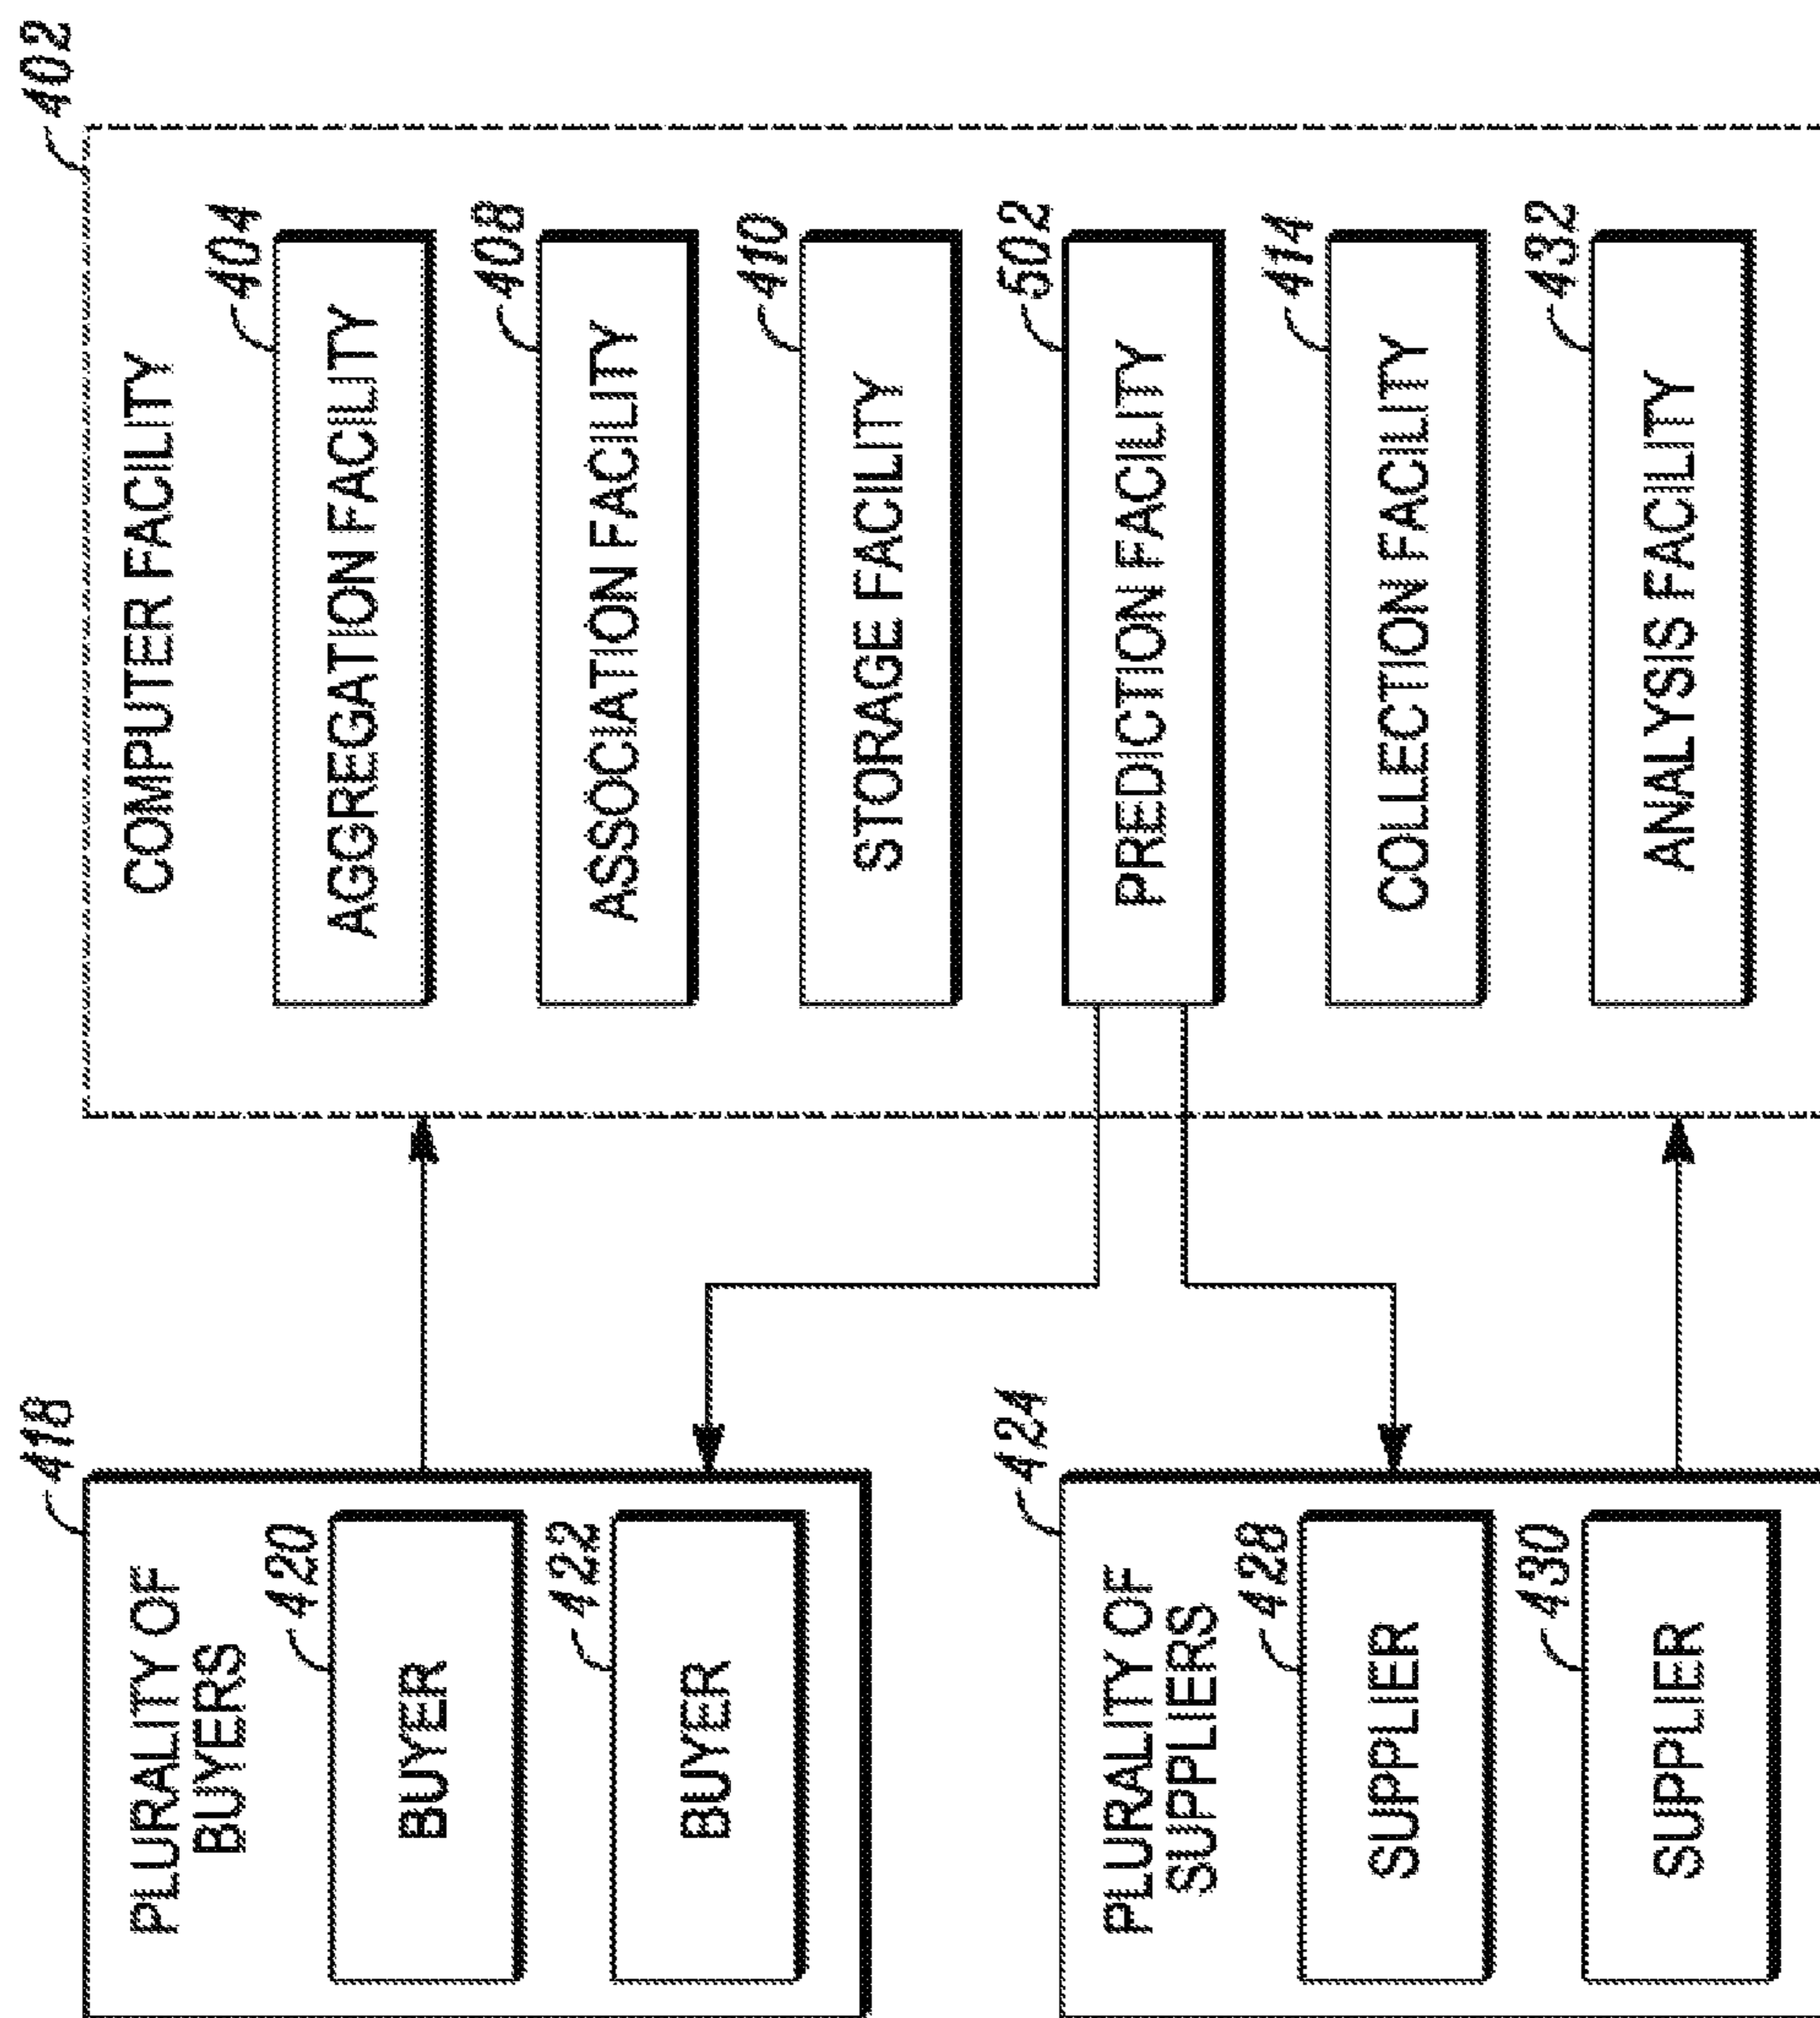 402
COMPUTER FACILITY
404
AGGREGATION FACILITY
408
ASSOCIATION FACILITY
410
STORAGE FACILITY
502
PREDICTION FACILITY
414
COLLECTION FACILITY
432
ANALYSIS FACILITY
418
PLURALITY OF
BUYERS
420
BUYER
422
BUYER
424
PLURALITY OF
SUPPLIERS
428
SUPPLIER
430
SUPPLIER